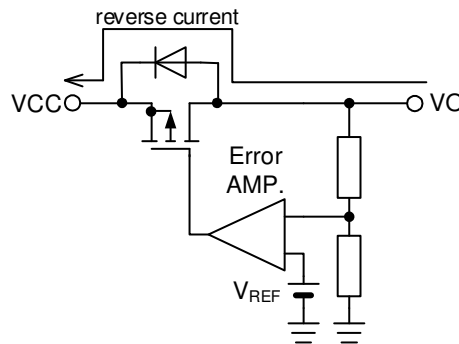 reverse current
VCC
VO
Error
AMP.
VREF